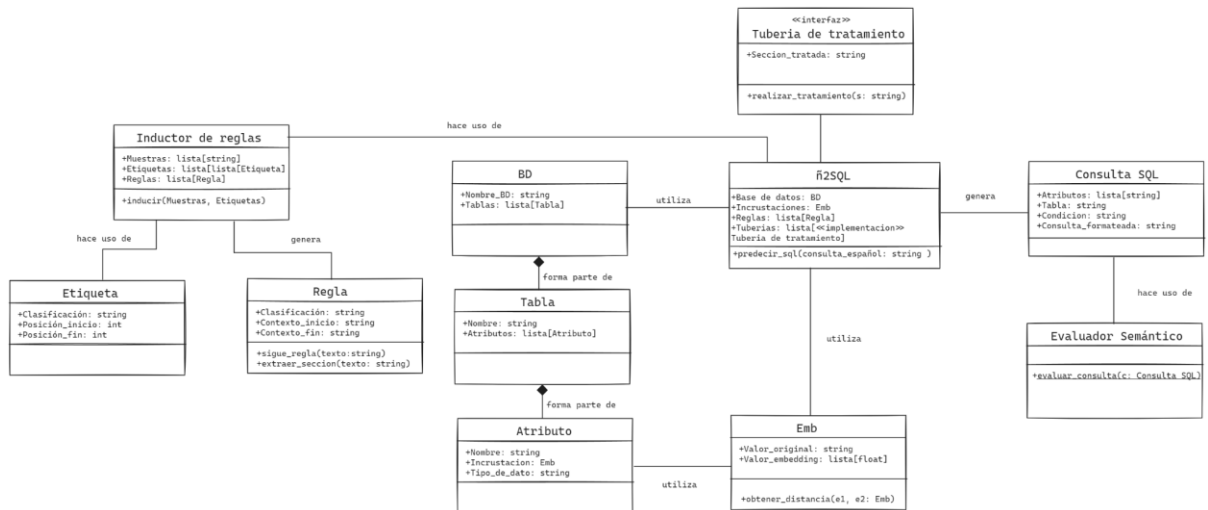 <<interfaz>>
Tuberia de tratamiento
+Seccion_tratada: string
+realizar_tratamiento(s: string)
hace uso de
Inductor de reglas
+Muestras: lista[string]
+Etiquetas: lista[lista[Etiqueta]
+Reglas: lista[Regla]
+inducir(Muestras, Etiquetas)
BD
+Nombre_BD: string
+Tablas: lista[Tabla]
utiliza
ñ2SQL
+Base de datos: BD
+Incrustaciones: Emb
+Reglas: lista[Regla]
+Tuberias: lista[<<implementacion>>
Tuberia de tratamiento]
+predecir_sql(consulta_español: string )
genera
Consulta SQL
+Atributos: lista[string]
+Tabla: string
+Condicion: string
+Consulta_formateada: string
hace uso de
genera
forma parte de
hace uso de
Etiqueta
+Clasificación: string
+Posición_inicio: int
+Posición_fin: int
Regla
+Clasificación: string
+Contexto_inicio: string
+Contexto_fin: string
+sigue_regla(texto:string)
+extraer_seccion(texto: string)
Tabla
+Nombre: string
+Atributos: lista[Atributo]
utiliza
Evaluador Semántico
+evaluar_consulta(c: Consulta SQL)
forma parte de
Atributo
+Nombre: string
+Incrustacion: Emb
+Tipo_de_dato: string
utiliza
Emb
+Valor_original: string
+Valor_embedding: lista[float]
+obtener_distancia(e1, e2: Emb)